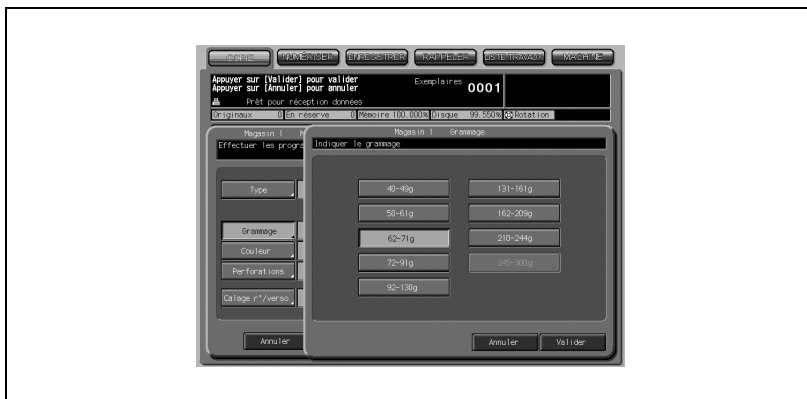 COPIE NUMÉRISER ENREGISTRER RAPPELER LISTE TRAVAUX MACHINE
Appuyer sur [Valider] pour valider
Appuyer sur [Annuler] pour annuler
Exemplaires 0001
Prêt pour réception données
Originaux 0 En réserve 0 Mémoire 100.000% Disque 99.550% Rotation
Magasin 1
Effectuer les progra
Type
Grammage
Couleur
Perforations
Calage r°/verso
Annuler
Magasin 1 Grammage
Indiquer le grammage
40-49g 131-161g
50-61g 162-209g
62-71g 210-244g
72-91g 245-300g
92-130g
Annuler Valider